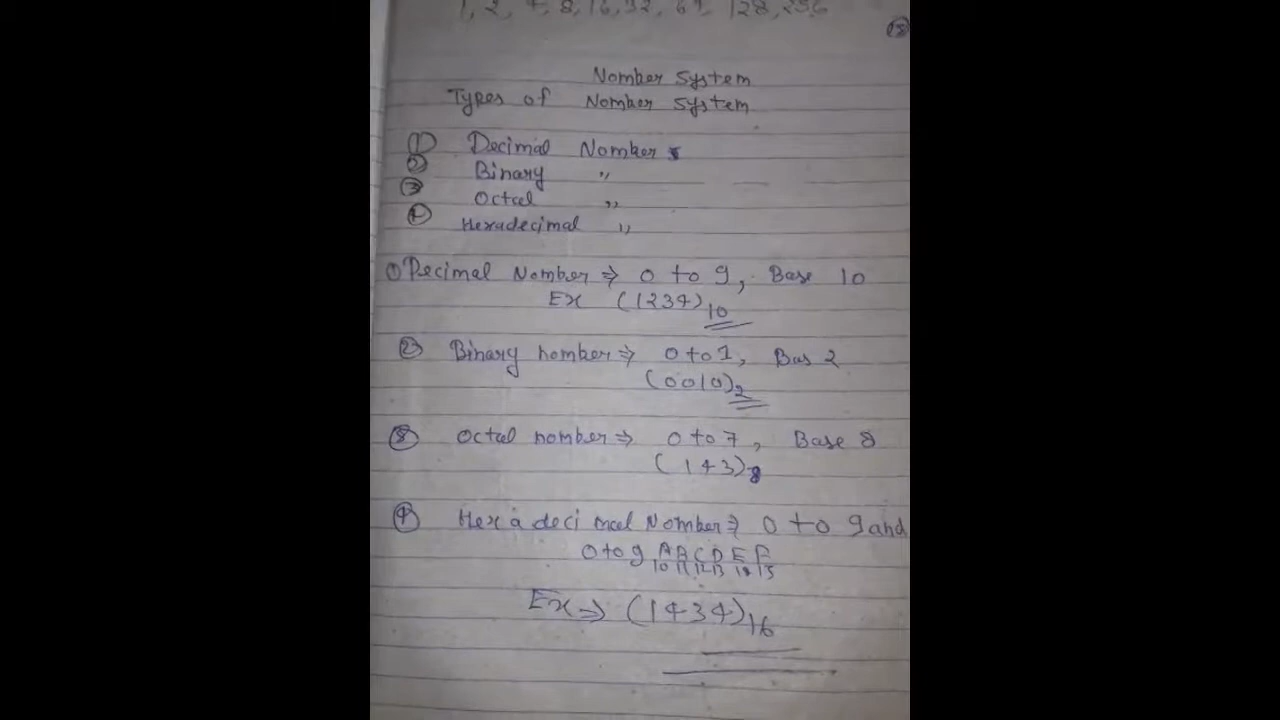 1, 2, 4, 8, 16, 32, 64, 128, 256
Nomber System
Types of Nomber System
① Decimal Nombers
② Binary "
③ Octal "
④ Hexadecimal "
① Decimal Nomber ⇒ 0 to 9, Base 10
Ex (1234)10
② Binary nomber ⇒ 0 to 1, Bas 2
(0010)2
③ Octal nomber ⇒ 0 to 7, Base 8
(143)8
④ Hexadecimal Nomber ⇒ 0 to 9 and
0 to 9 A B C D E F
10 11 12 13 14 15
Ex ⇒ (1434)16